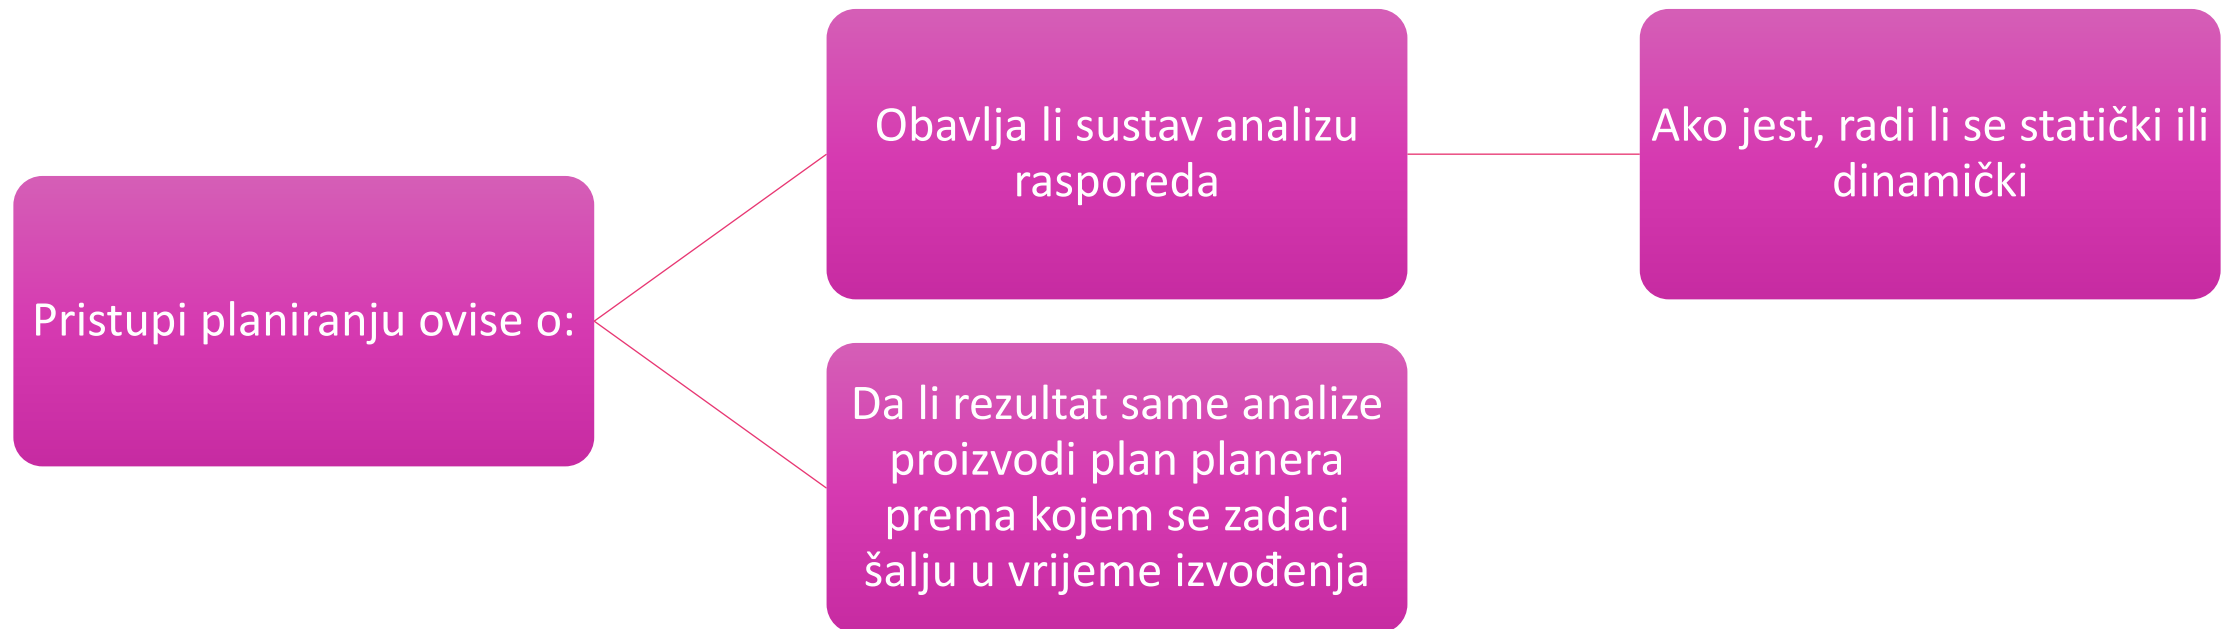 Pristupi planiranju ovise o:
Obavlja li sustav analizu
rasporeda
Ako jest, radi li se statički ili
dinamički
Da li rezultat same analize
proizvodi plan planera
prema kojem se zadaci
šalju u vrijeme izvođenja